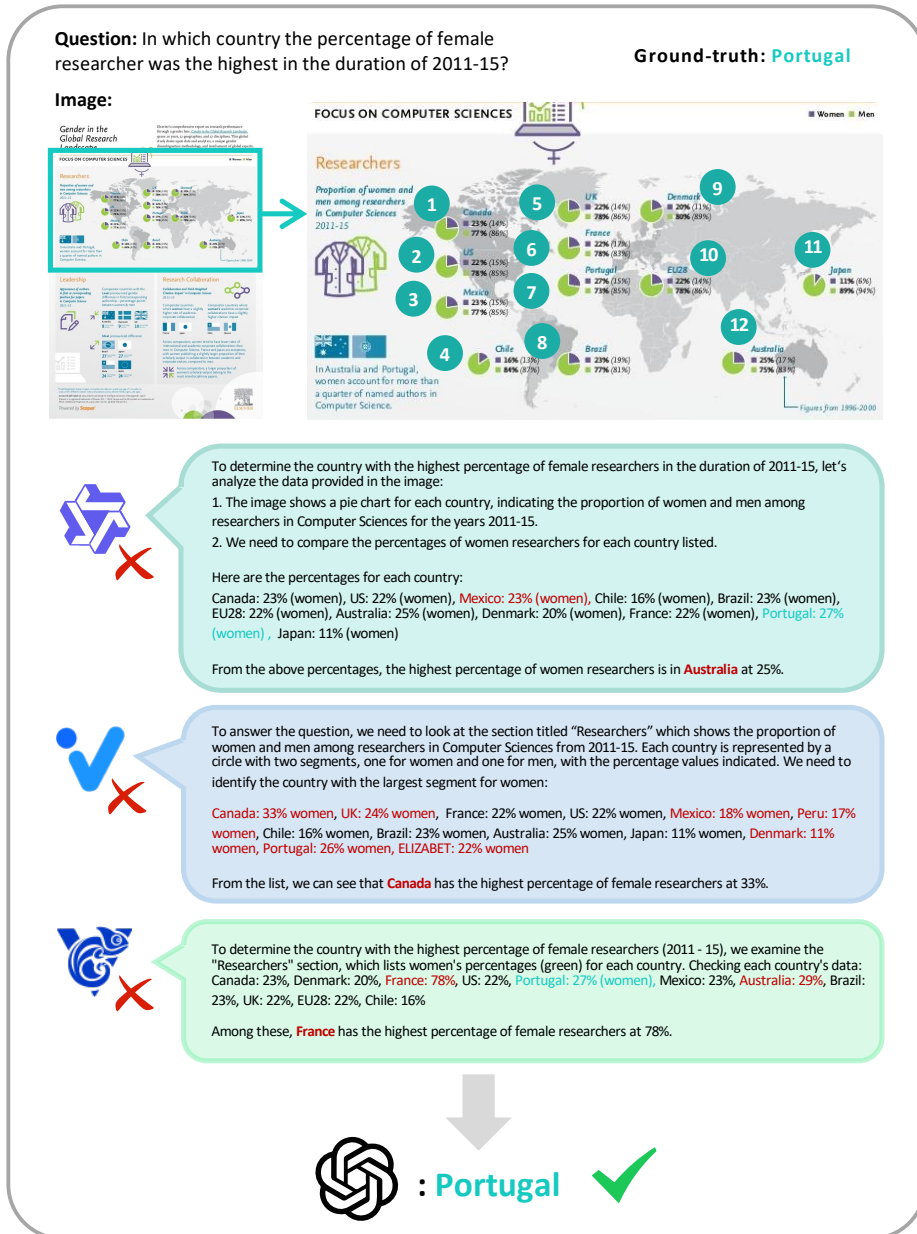 Question: In which country the percentage of female
researcher was the highest in the duration of 2011-15?
Ground-truth: Portugal
Image:
Gender in the
Global Research
Landscape
FOCUS ON COMPUTER SCIENCES
Women Men
Researchers
Proportion of women and
men among researchers
in Computer Sciences
2011-15
1
Canada
23% (14%)
77% (86%)
2
US
22% (15%)
78% (85%)
3
Mexico
23% (15%)
77% (85%)
4
Chile
16% (13%)
84% (87%)
5
UK
22% (14%)
78% (86%)
6
France
22% (17%)
78% (83%)
7
Portugal
27% (15%)
73% (85%)
8
Brazil
23% (19%)
77% (81%)
9
Denmark
20% (11%)
80% (89%)
10
EU28
22% (14%)
78% (86%)
11
Japan
11% (6%)
89% (94%)
12
Australia
25% (17%)
75% (83%)
In Australia and Portugal,
women account for more than
a quarter of named authors in
Computer Science.
Figures from 1996-2000
Leadership
Research Collaboration
Powered by Scopus
To determine the country with the highest percentage of female researchers in the duration of 2011-15, let's
analyze the data provided in the image:
1. The image shows a pie chart for each country, indicating the proportion of women and men among
researchers in Computer Sciences for the years 2011-15.
2. We need to compare the percentages of women researchers for each country listed.
Here are the percentages for each country:
Canada: 23% (women), US: 22% (women), Mexico: 23% (women), Chile: 16% (women), Brazil: 23% (women),
EU28: 22% (women), Australia: 25% (women), Denmark: 20% (women), France: 22% (women), Portugal: 27%
(women) , Japan: 11% (women)
From the above percentages, the highest percentage of women researchers is in Australia at 25%.
To answer the question, we need to look at the section titled “Researchers” which shows the proportion of
women and men among researchers in Computer Sciences from 2011-15. Each country is represented by a
circle with two segments, one for women and one for men, with the percentage values indicated. We need to
identify the country with the largest segment for women:
Canada: 33% women, UK: 24% women, France: 22% women, US: 22% women, Mexico: 18% women, Peru: 17%
women, Chile: 16% women, Brazil: 23% women, Australia: 25% women, Japan: 11% women, Denmark: 11%
women, Portugal: 26% women, ELIZABET: 22% women
From the list, we can see that Canada has the highest percentage of female researchers at 33%.
To determine the country with the highest percentage of female researchers (2011 - 15), we examine the
"Researchers" section, which lists women's percentages (green) for each country. Checking each country's data:
Canada: 23%, Denmark: 20%, France: 78%, US: 22%, Portugal: 27% (women), Mexico: 23%, Australia: 29%, Brazil:
23%, UK: 22%, EU28: 22%, Chile: 16%
Among these, France has the highest percentage of female researchers at 78%.
: Portugal